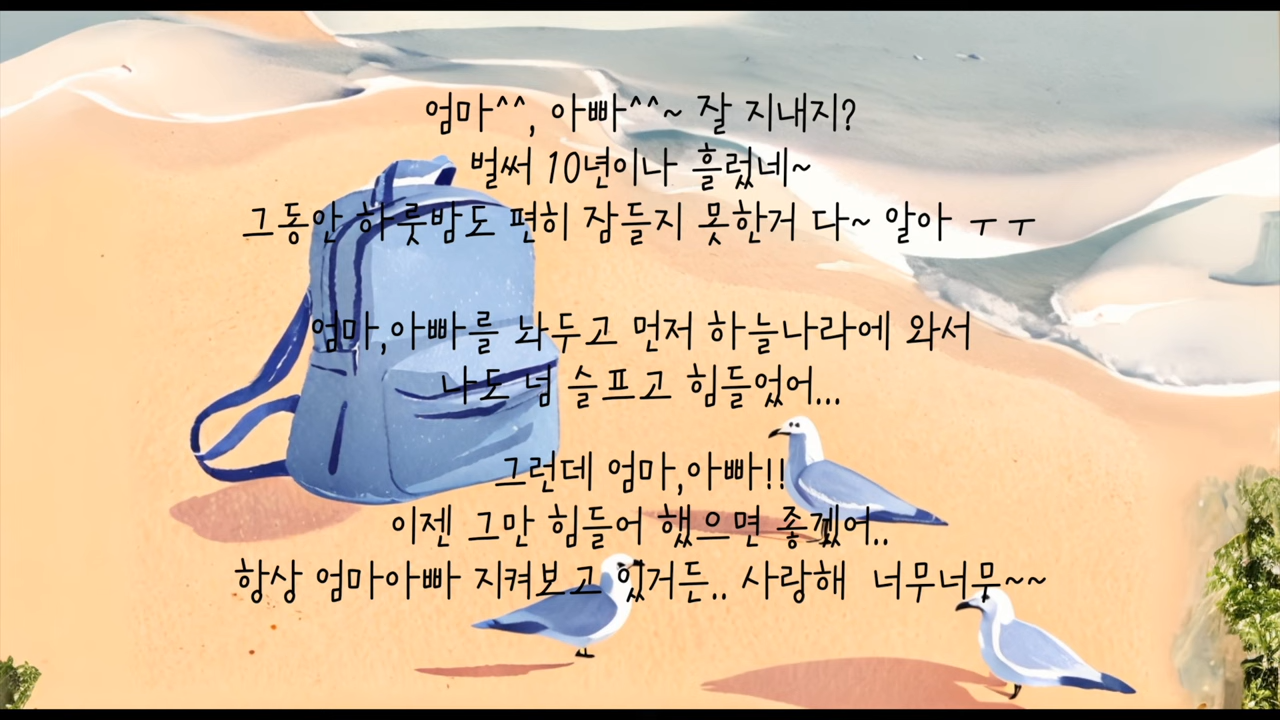 엄마^^, 아빠^^~ 잘 지내지?
벌써 10년이나 흘렀네~
그동안 하룻밤도 편히 잠들지 못한거 다~ 알아 ㅜㅜ
엄마,아빠를 놔두고 먼저 하늘나라에 와서
나도 넘 슬프고 힘들었어...
그런데 엄마,아빠!!
이젠 그만 힘들어 했으면 좋겠어..
항상 엄마아빠 지켜보고 있거든.. 사랑해 너무너무~~